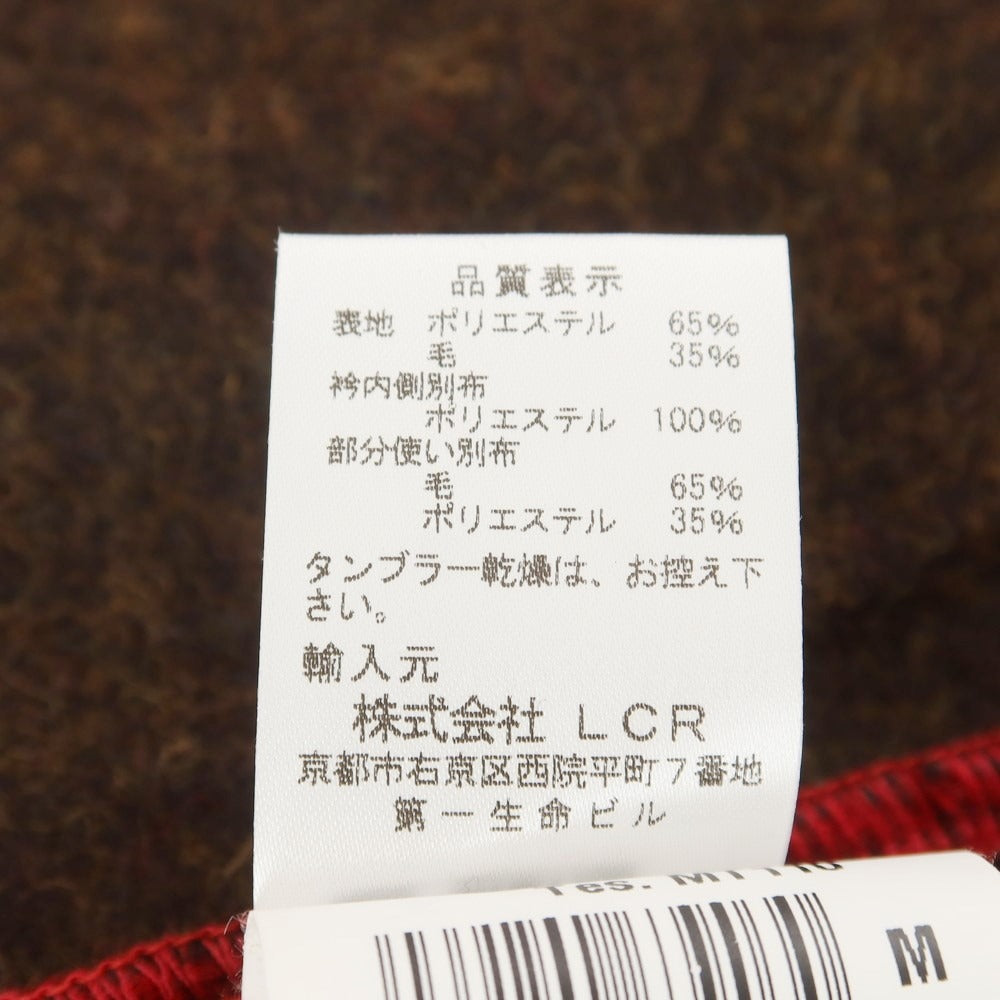 品質表示
表地 ポリエステル 65%
毛 35%
衿内側別布
ポリエステル 100%
部分使い別布
毛 65%
ポリエステル 35%
タンブラー乾燥は、お控え下
さい。
輸入元
株式会社 LCR
京都市右京区西院平町7番地
第一生命ビル
M